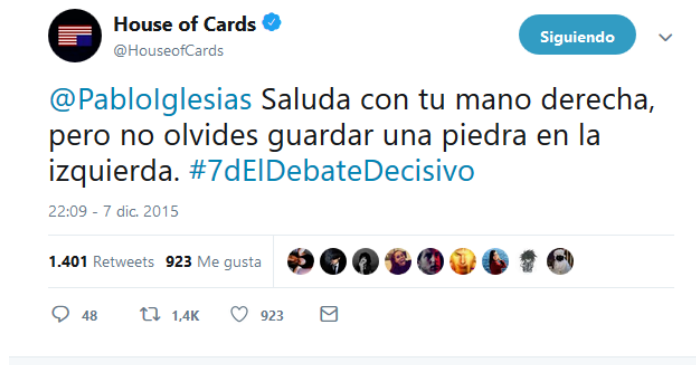 House of Cards
@HouseofCards
Siguiendo
@PabloIglesias Saluda con tu mano derecha,
pero no olvides guardar una piedra en la
izquierda. #7dElDebateDecisivo
22:09 - 7 dic. 2015
1.401 Retweets 923 Me gusta
48 1,4K 923